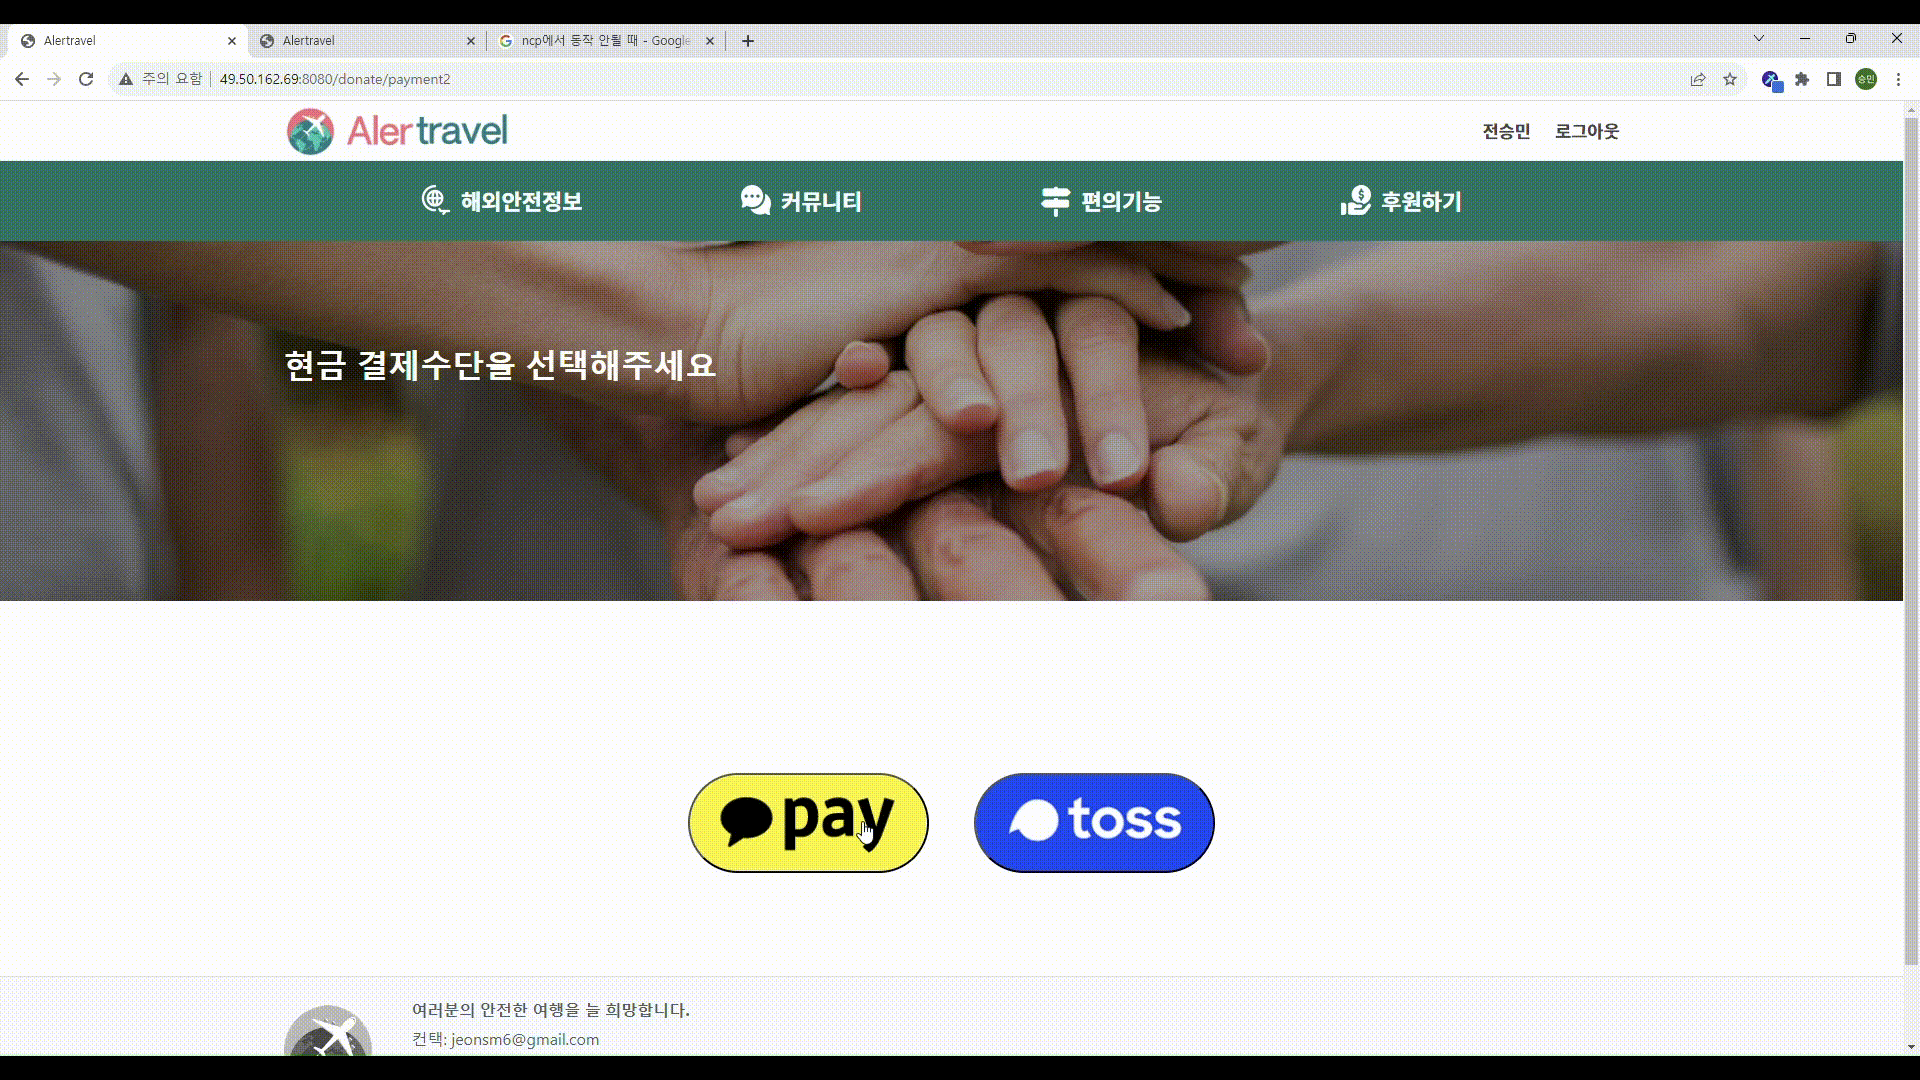 Alertravel
Alertravel
ncp에서 동작 안될 때 - Google
주의 요함
49.50.162.69:8080/donate/payment2
승민
Alertravel
전승민
로그아웃
해외안전정보
커뮤니티
편의기능
후원하기
현금 결제수단을 선택해주세요
pay
toss
여러분의 안전한 여행을 늘 희망합니다.
컨택: jeonsm6@gmail.com